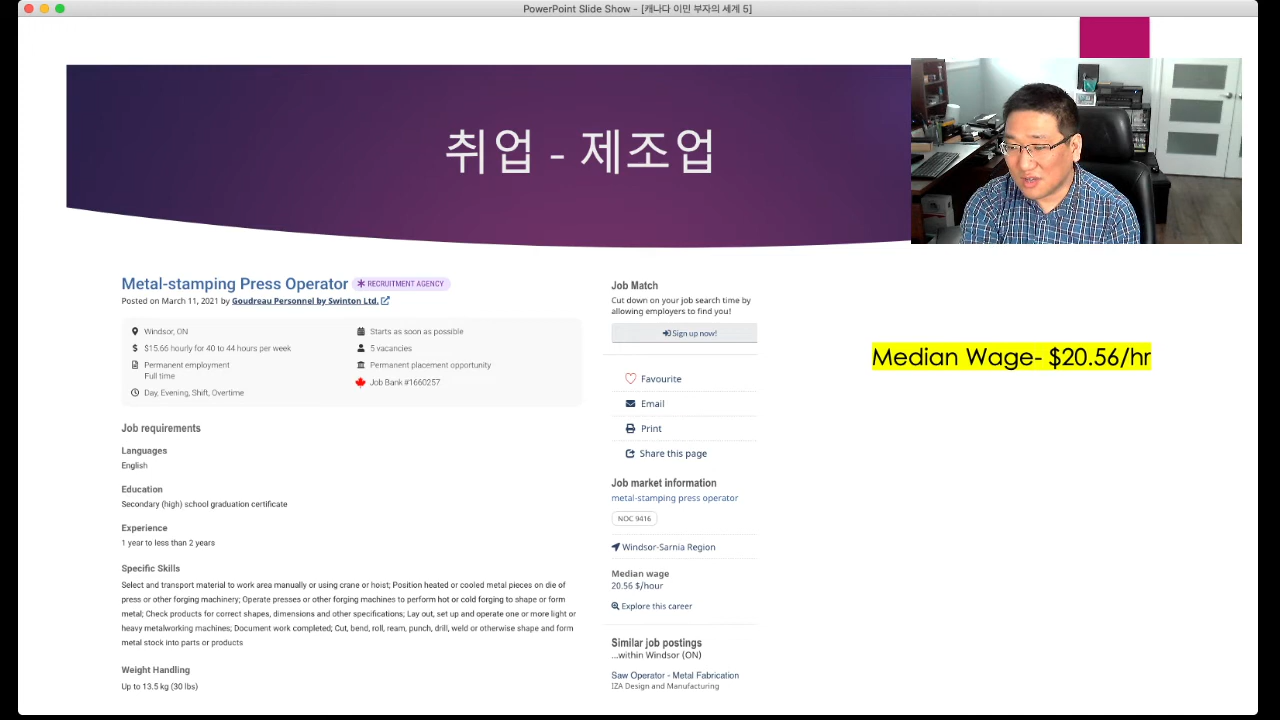 PowerPoint Slide Show - [캐나다 이민 부자의 세계 5]
취업 - 제조업
Metal-stamping Press Operator RECRUITMENT AGENCY
Posted on March 11, 2021 by Goudreau Personnel by Swinton Ltd.
Windsor, ON
$15.66 hourly for 40 to 44 hours per week
Permanent employment
Full time
Day, Evening, Shift, Overtime
Starts as soon as possible
5 vacancies
Permanent placement opportunity
Job Bank #1660257
Job requirements
Languages
English
Education
Secondary (high) school graduation certificate
Experience
1 year to less than 2 years
Specific Skills
Select and transport material to work area manually or using crane or hoist; Position heated or cooled metal pieces on die of
press or other forging machinery; Operate presses or other forging machines to perform hot or cold forging to shape or form
metal; Check products for correct shapes, dimensions and other specifications; Lay out, set up and operate one or more light or
heavy metalworking machines; Document work completed; Cut, bend, roll, ream, punch, drill, weld or otherwise shape and form
metal stock into parts or products
Weight Handling
Up to 13.5 kg (30 lbs)
Job Match
Cut down on your job search time by
allowing employers to find you!
Sign up now!
Favourite
Email
Print
Share this page
Job market information
metal-stamping press operator
NOC 9416
Windsor-Sarnia Region
Median wage
20.56 $/hour
Explore this career
Similar job postings
...within Windsor (ON)
Saw Operator - Metal Fabrication
IZA Design and Manufacturing
Median Wage- $20.56/hr